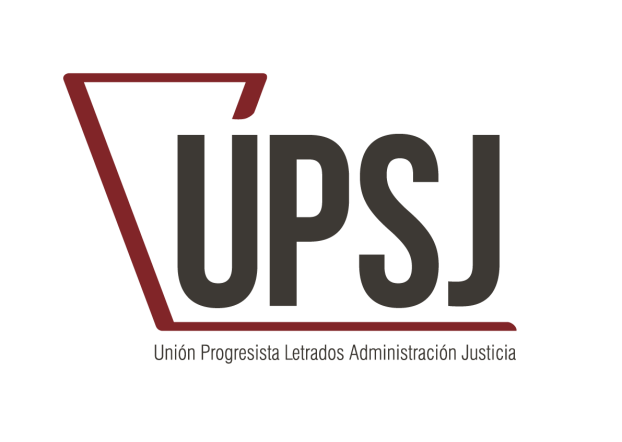 UPSJ
Unión Progresista Letrados Administración Justicia